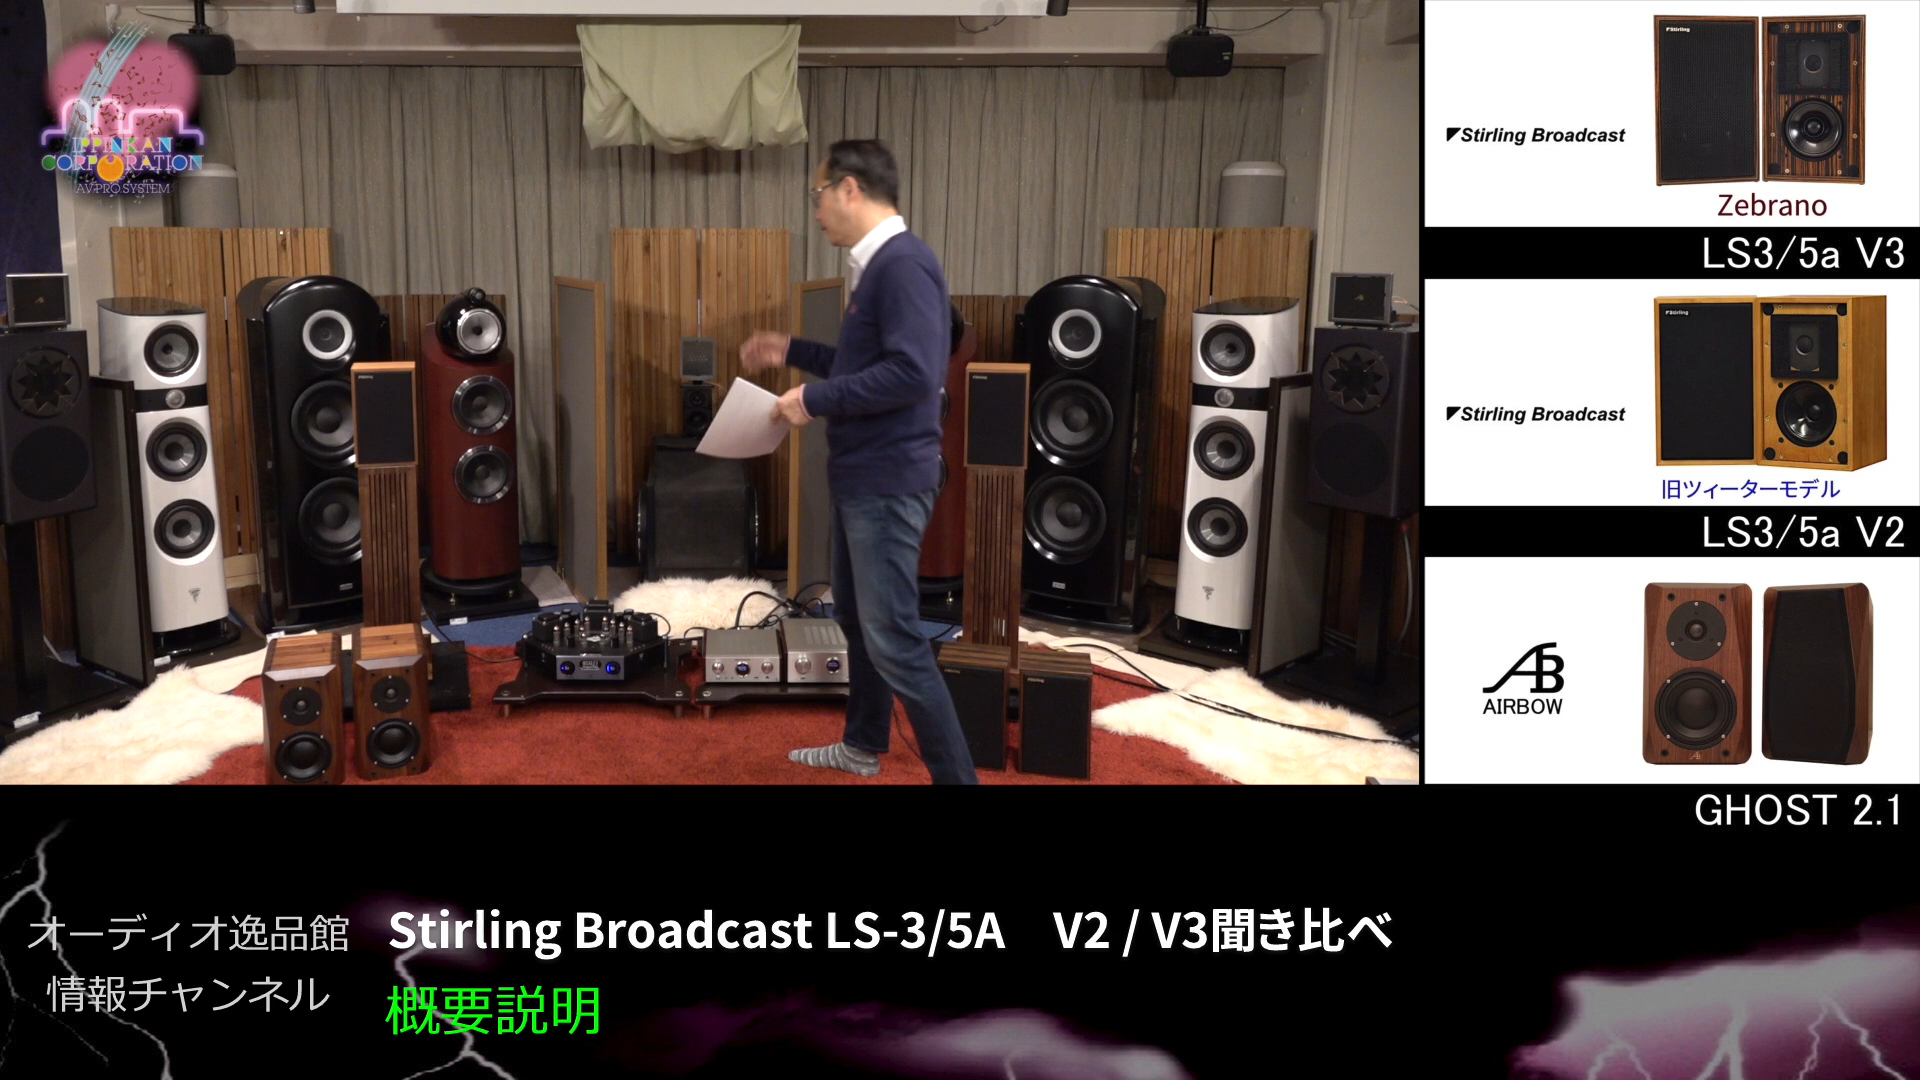 IPPINKAN
CORPORATION
AV-PRO SYSTEM
Stirling
Stirling Broadcast
Zebrano
LS3/5a V3
Stirling
Stirling Broadcast
旧ツィーターモデル
LS3/5a V2
AB
AIRBOW
GHOST 2.1
オーディオ逸品館
情報チャンネル
Stirling Broadcast LS-3/5A　V2 / V3聞き比べ
概要説明